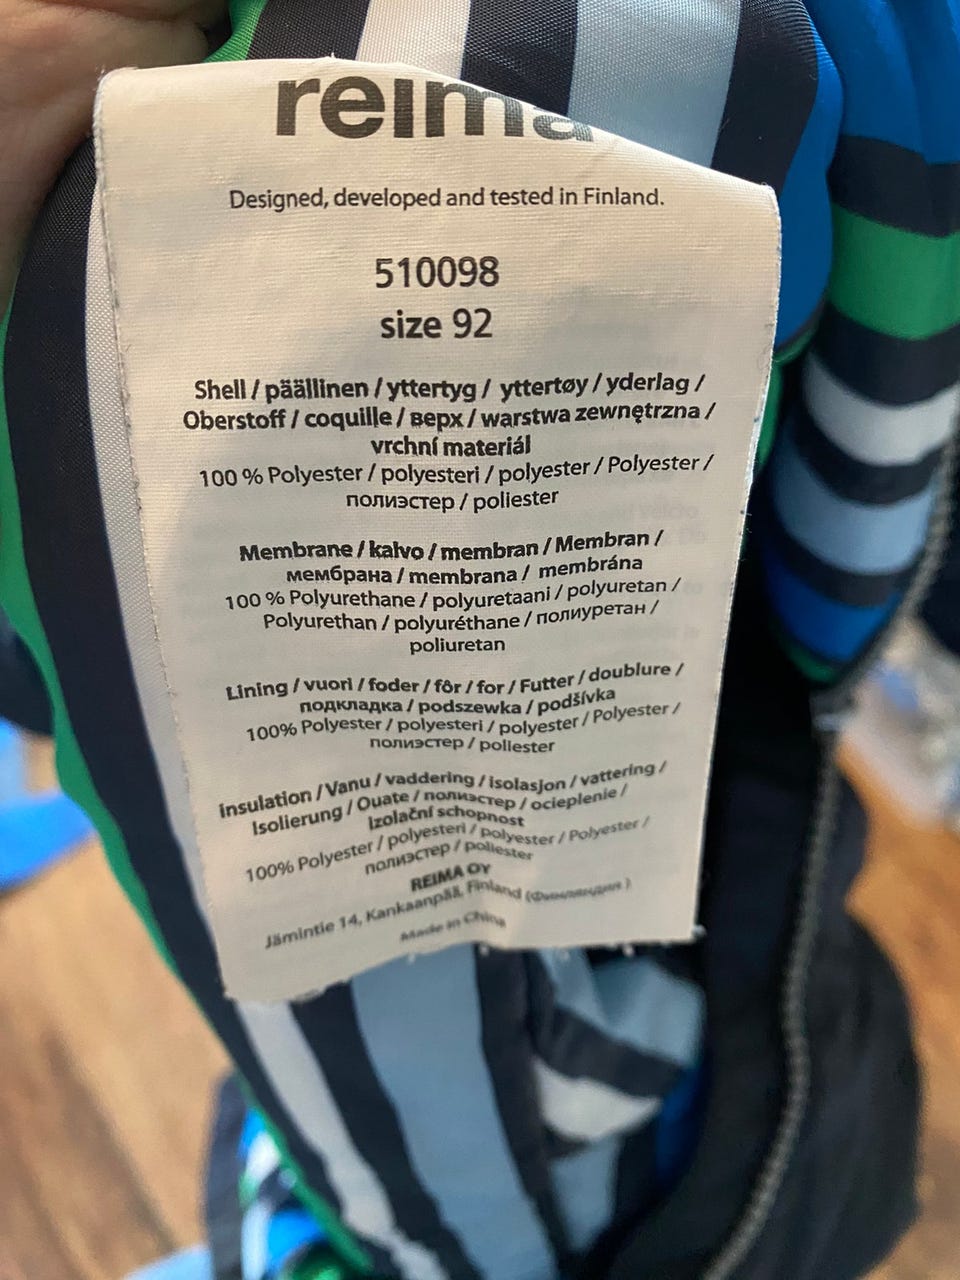 reima
Designed, developed and tested in Finland.
510098
size 92
Shell / päällinen / yttertyg / yttertøy / yderlag /
Oberstoff / coquille / верх / warstwa zewnętrzna /
vrchní materiál
100 % Polyester / polyesteri / polyester / Polyester /
полиэстер / poliester
Membrane / kalvo / membran / Membran /
мембрана / membrana / membrána
100 % Polyurethane / polyuretaani / polyuretan /
Polyurethan / polyuréthane / полиуретан /
poliuretan
Lining / vuori / foder / fôr / for / Futter / doublure /
подкладка / podszewka / podšívka
100% Polyester / polyesteri / polyester / Polyester /
полиэстер / poliester
insulation / Vanu / vaddering / isolasjon / vattering /
Isolierung / Ouate / полиэстер / ocieplenie /
Izolační schopnost
100% Polyester / polyesteri / polyester / Polyester /
полиэстер / poliester
REIMA OY
Jämintie 14, Kankaanpää, Finland (Финляндия )
Made in China